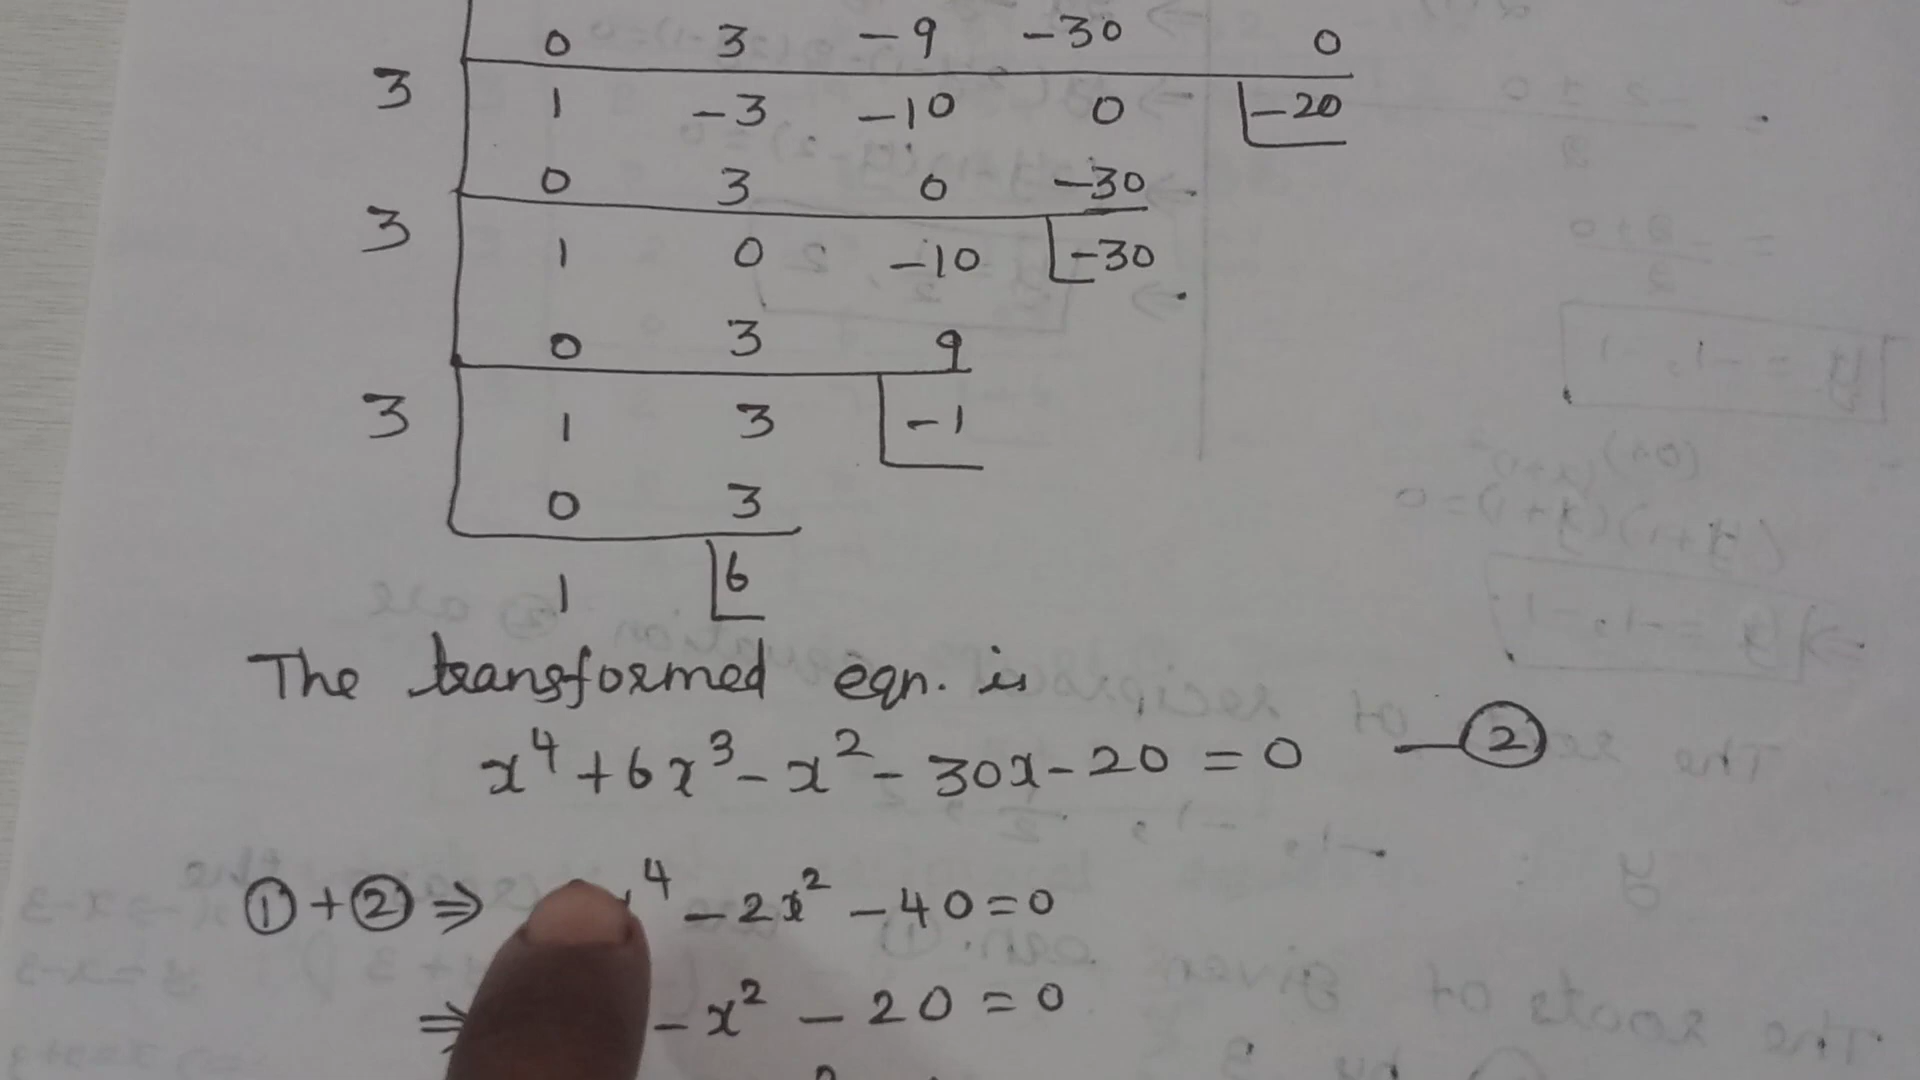 0 3 -9 -30 0
3 1 -3 -10 0 -20
0 3 0 -30
3 1 0 -10 -30
0 3 9
3 1 3 -1
0 3
1 6
The transformed eqn. is
x⁴ + 6x³ - x² - 30x - 20 = 0 — ②
① + ② ⇒ ⁴ - 2x² - 40 = 0
⇒ - x² - 20 = 0